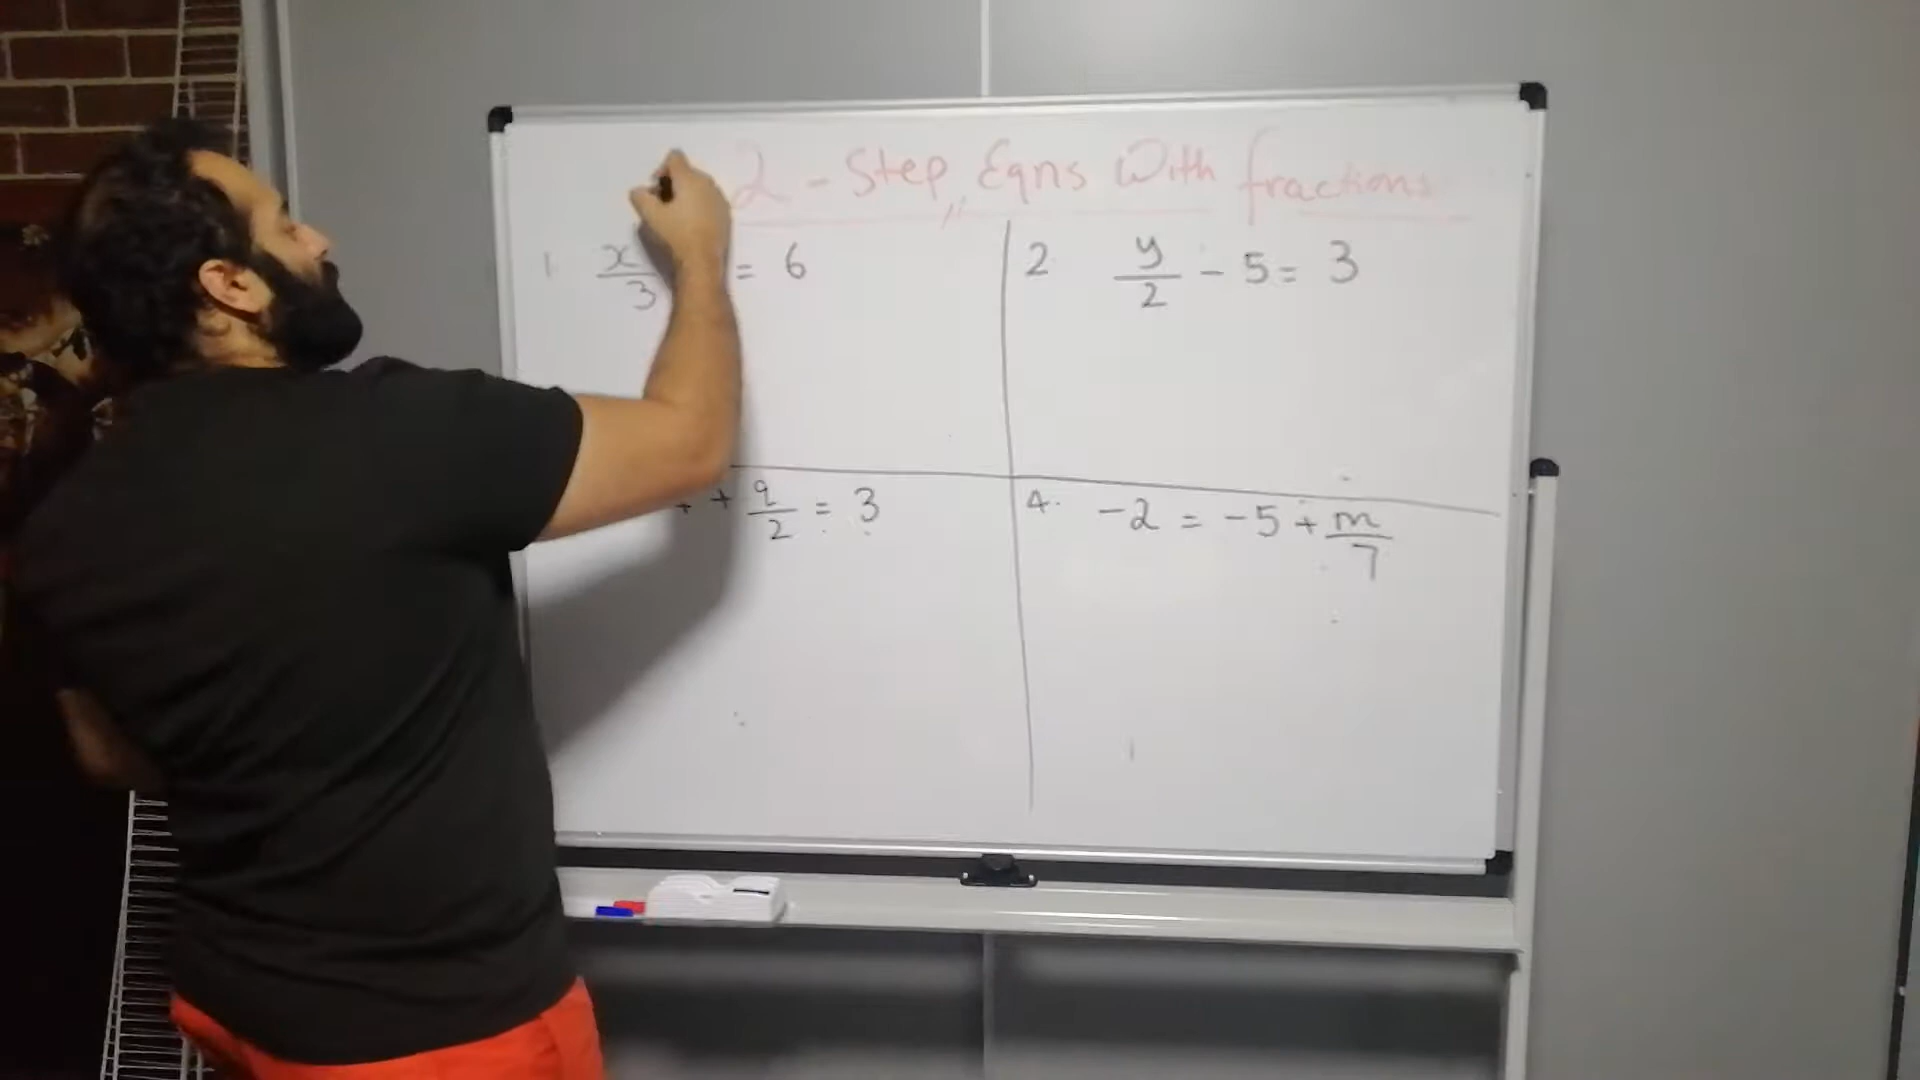 2 - Step Eqns With fractions
1. x/3 = 6
2 y/2 - 5 = 3
+ q/2 = 3
4. -2 = -5 + m/7